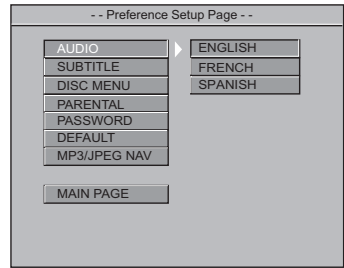 - - Preference Setup Page - -
AUDIO
SUBTITLE
DISC MENU
PARENTAL
PASSWORD
DEFAULT
MP3/JPEG NAV
MAIN PAGE
ENGLISH
FRENCH
SPANISH